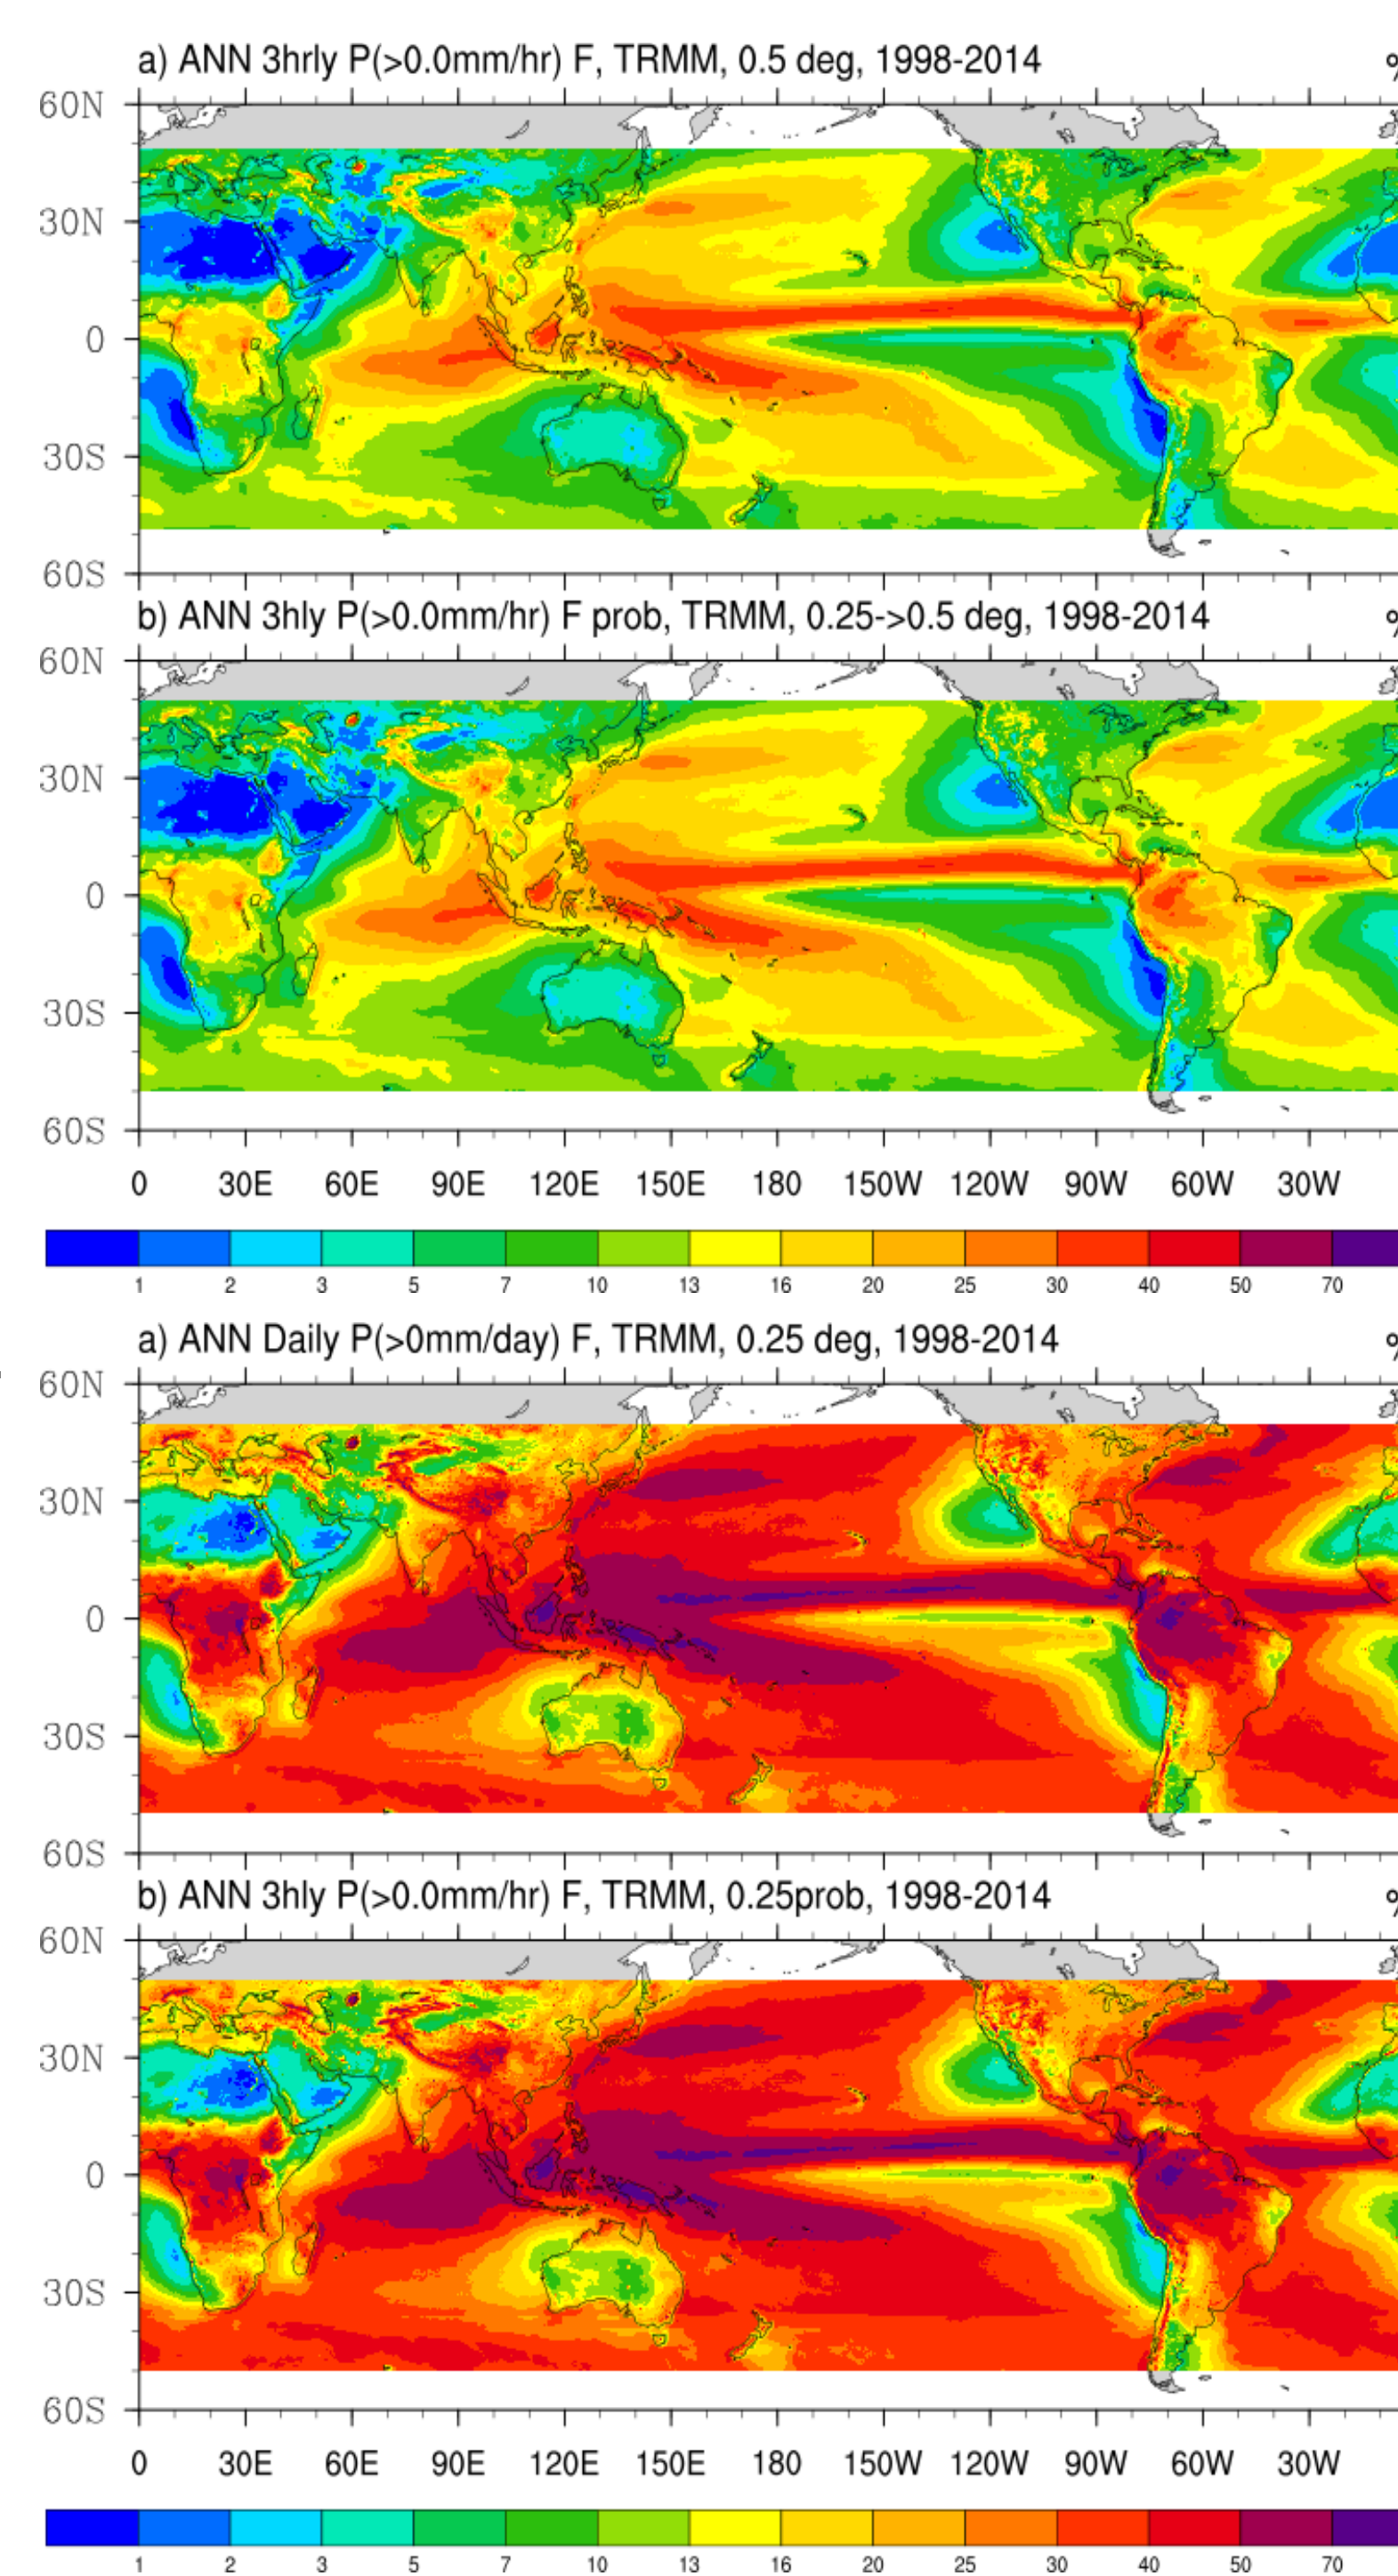 a) ANN 3hrly P(>0.0mm/hr) F, TRMM, 0.5 deg, 1998-2014 %
60N
30N
0
30S
60S
b) ANN 3hly P(>0.0mm/hr) F prob, TRMM, 0.25->0.5 deg, 1998-2014 %
60N
30N
0
30S
60S
0 30E 60E 90E 120E 150E 180 150W 120W 90W 60W 30W
1 2 3 5 7 10 13 16 20 25 30 40 50 70
a) ANN Daily P(>0mm/day) F, TRMM, 0.25 deg, 1998-2014 %
60N
30N
0
30S
60S
b) ANN 3hly P(>0.0mm/hr) F, TRMM, 0.25prob, 1998-2014 %
60N
30N
0
30S
60S
0 30E 60E 90E 120E 150E 180 150W 120W 90W 60W 30W
1 2 3 5 7 10 13 16 20 25 30 40 50 70